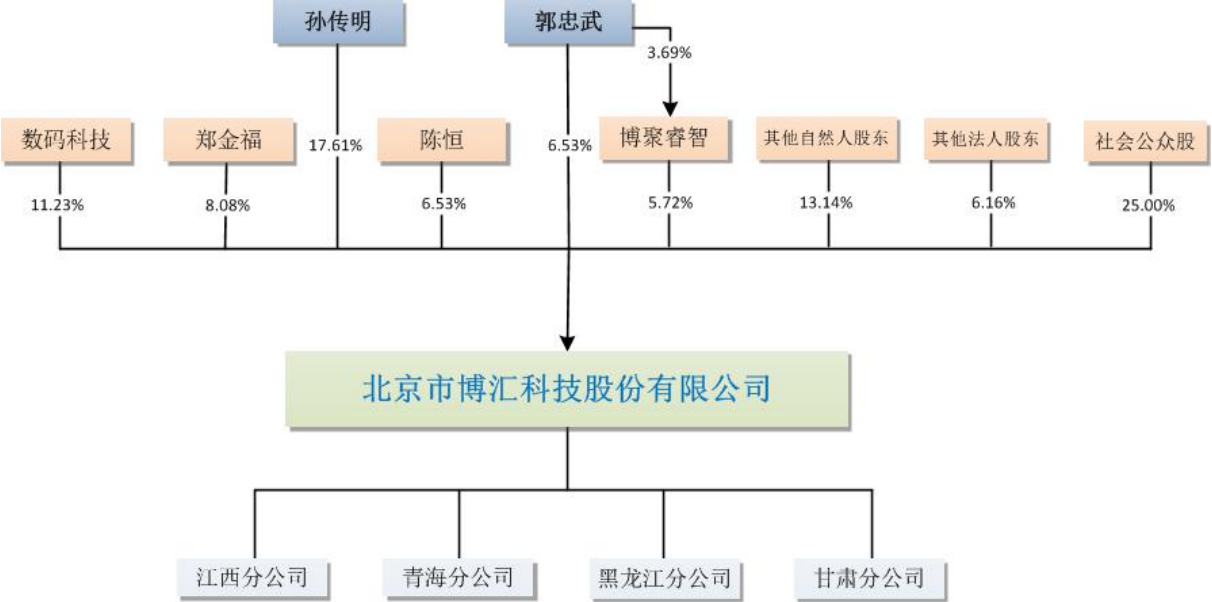 孙传明
郭忠武
3.69%
数码科技
郑金福
17.61%
陈恒
6.53%
博聚睿智
其他自然人股东
其他法人股东
社会公众股
11.23%
8.08%
6.53%
5.72%
13.14%
6.16%
25.00%
北京市博汇科技股份有限公司
江西分公司
青海分公司
黑龙江分公司
甘肃分公司